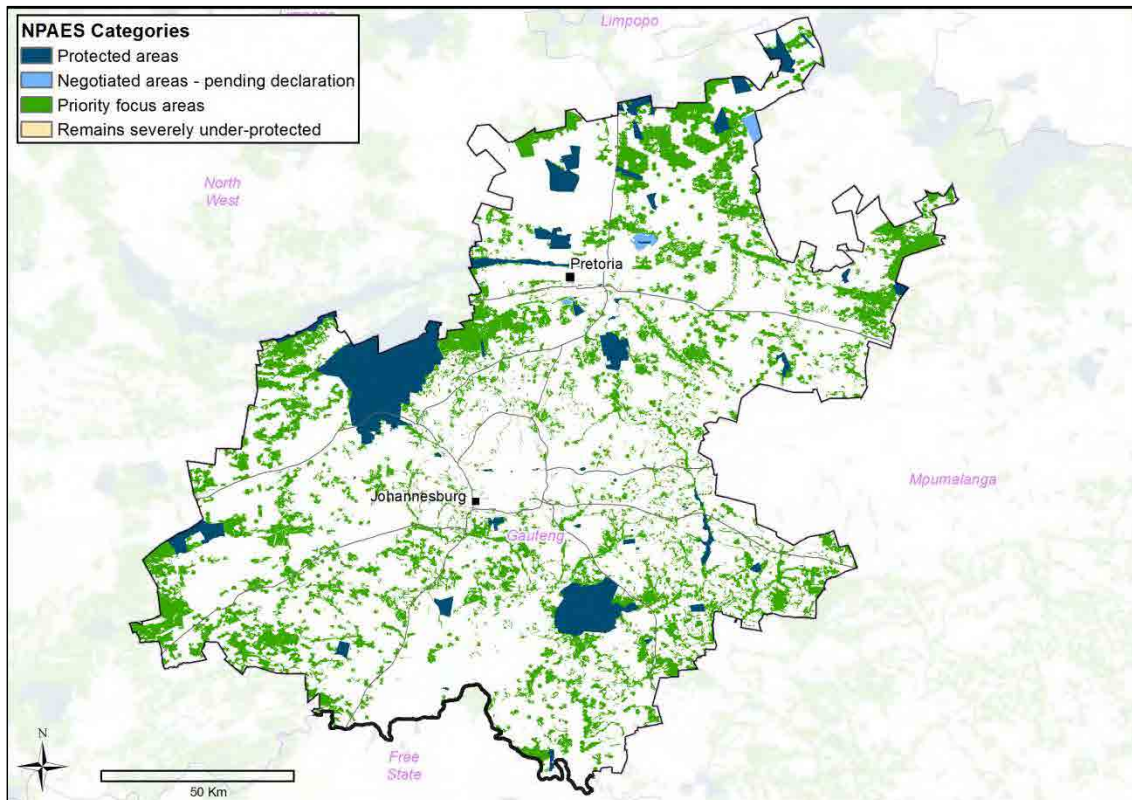 NPAES Categories
Protected areas
Negotiated areas - pending declaration
Priority focus areas
Remains severely under-protected
Limpopo
Limpopo
North
West
Pretoria
Mpumalanga
Johannesburg
Gauteng
Free
State
N
50 Km